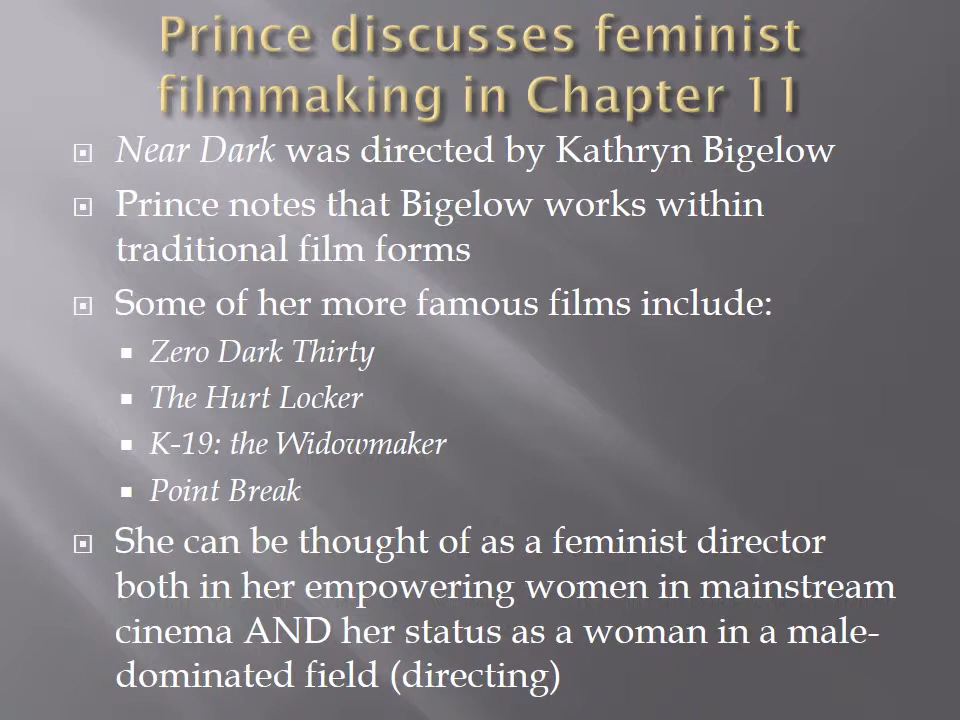 Prince discusses feminist
filmmaking in Chapter 11
Near Dark was directed by Kathryn Bigelow
Prince notes that Bigelow works within
traditional film forms
Some of her more famous films include:
Zero Dark Thirty
The Hurt Locker
K-19: the Widowmaker
Point Break
She can be thought of as a feminist director
both in her empowering women in mainstream
cinema AND her status as a woman in a male-
dominated field (directing)